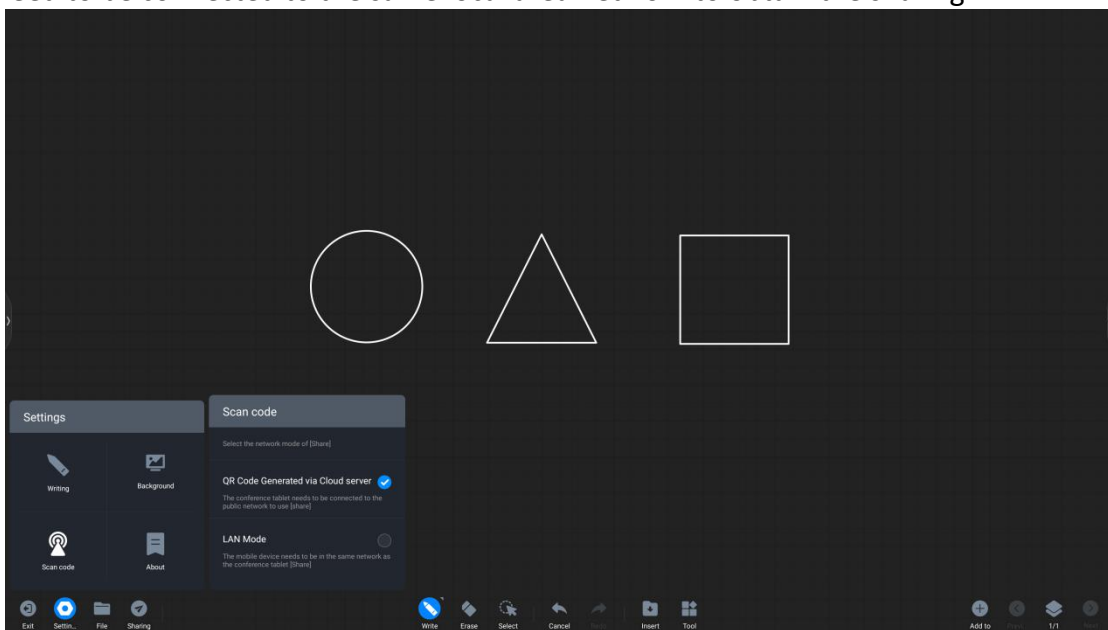 Settings
Writing
Background
Scan code
About
Scan code
Select the network mode of [Share]
QR Code Generated via Cloud server
The conference tablet needs to be connected to the
public network to use [share]
LAN Mode
The mobile device needs to be in the same network as
the conference tablet [Share]
Exit
Settin...
File
Sharing
Write
Erase
Select
Cancel
Insert
Tool
Add to
1/1
Next